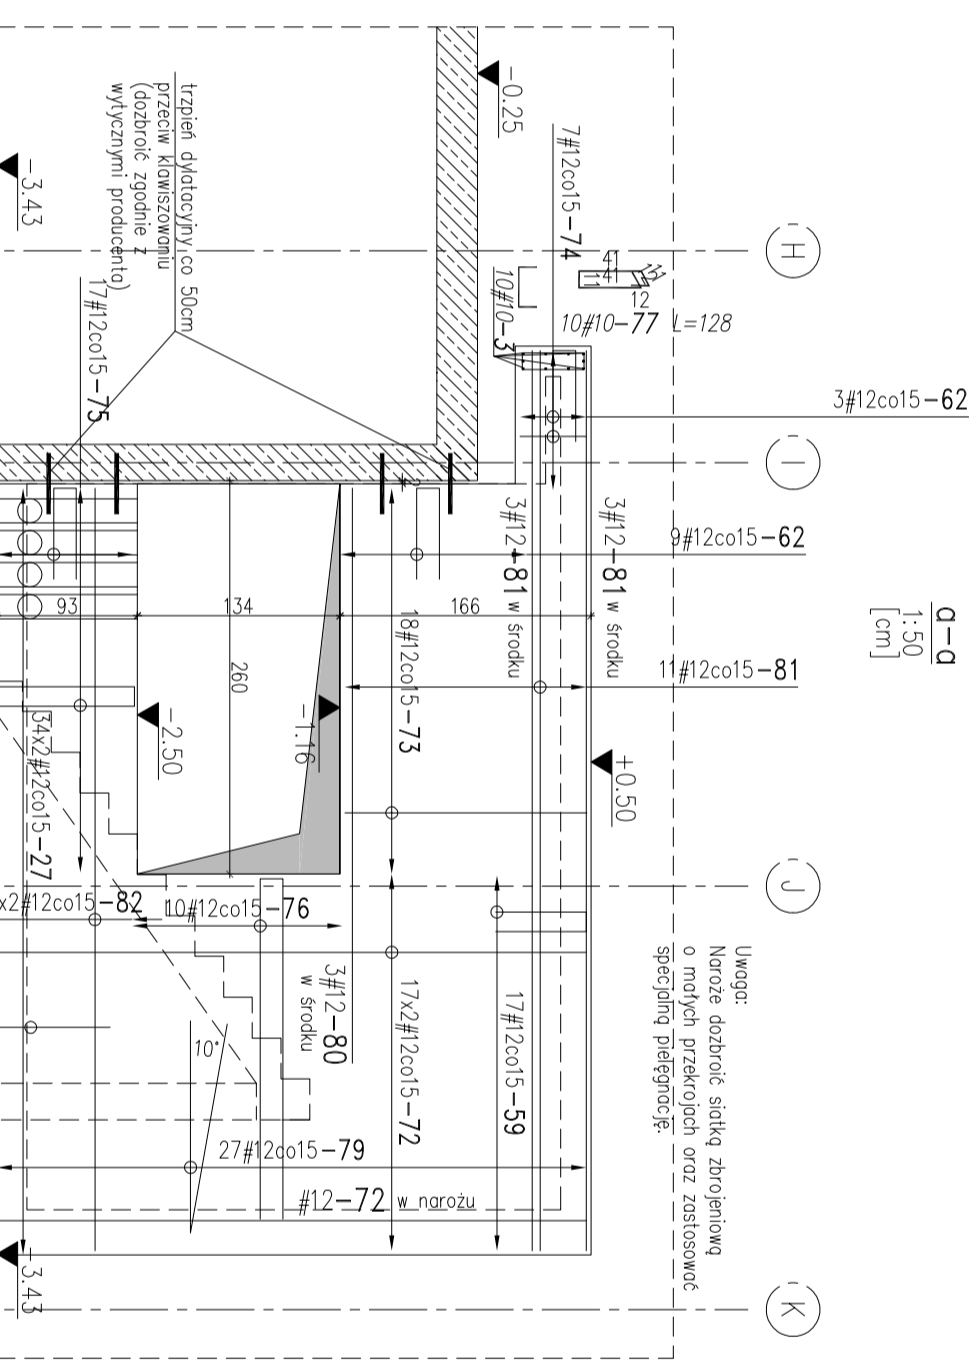 a-a
1:50
[cm]
H
I
J
K
-0.25
-3.43
trzpień dylatacyjny co 50cm
przeciw klawiszowaniu
(dozbroić zgodnie z
wytycznymi producenta)
7#12co15-74
41
41
11
12
10#10-77 L=128
10#10-3
3#12co15-62
17#12co15-75
2
3#12-81 w środku
3#12-81 w środku
9#12co15-62
93
134
166
260
18#12co15-73
11#12co15-81
-1.16
-2.50
+0.50
34x2#12co15-27
x2#12co15-82
10#12co15-76
3#12-80
w środku
17x2#12co15-72
17#12co15-59
10°
27#12co15-79
#12-72 w narożu
-3.43
Uwaga:
Naroże dozbroić siatką zbrojeniową
o małych przekrojach oraz zastosować
specjalną pielęgnację.